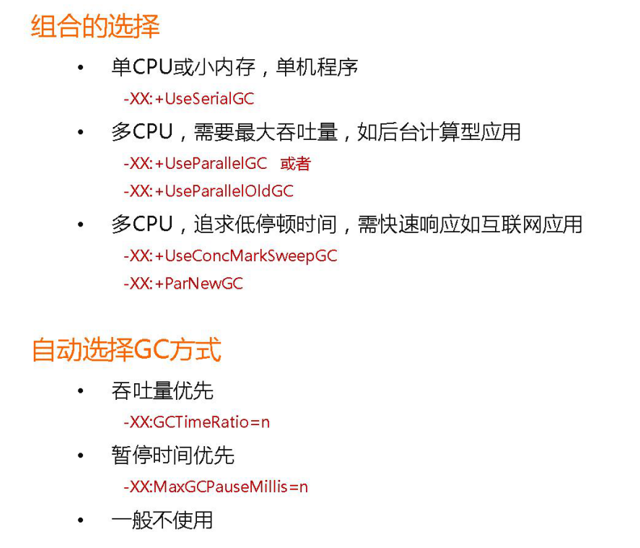 组合的选择
• 单CPU或小内存，单机程序
-XX:+UseSerialGC
• 多CPU，需要最大吞吐量，如后台计算型应用
-XX:+UseParallelGC 或者
-XX:+UseParallelOldGC
• 多CPU，追求低停顿时间，需快速响应如互联网应用
-XX:+UseConcMarkSweepGC
-XX:+ParNewGC
自动选择GC方式
• 吞吐量优先
-XX:GCTimeRatio=n
• 暂停时间优先
-XX:MaxGCPauseMillis=n
• 一般不使用